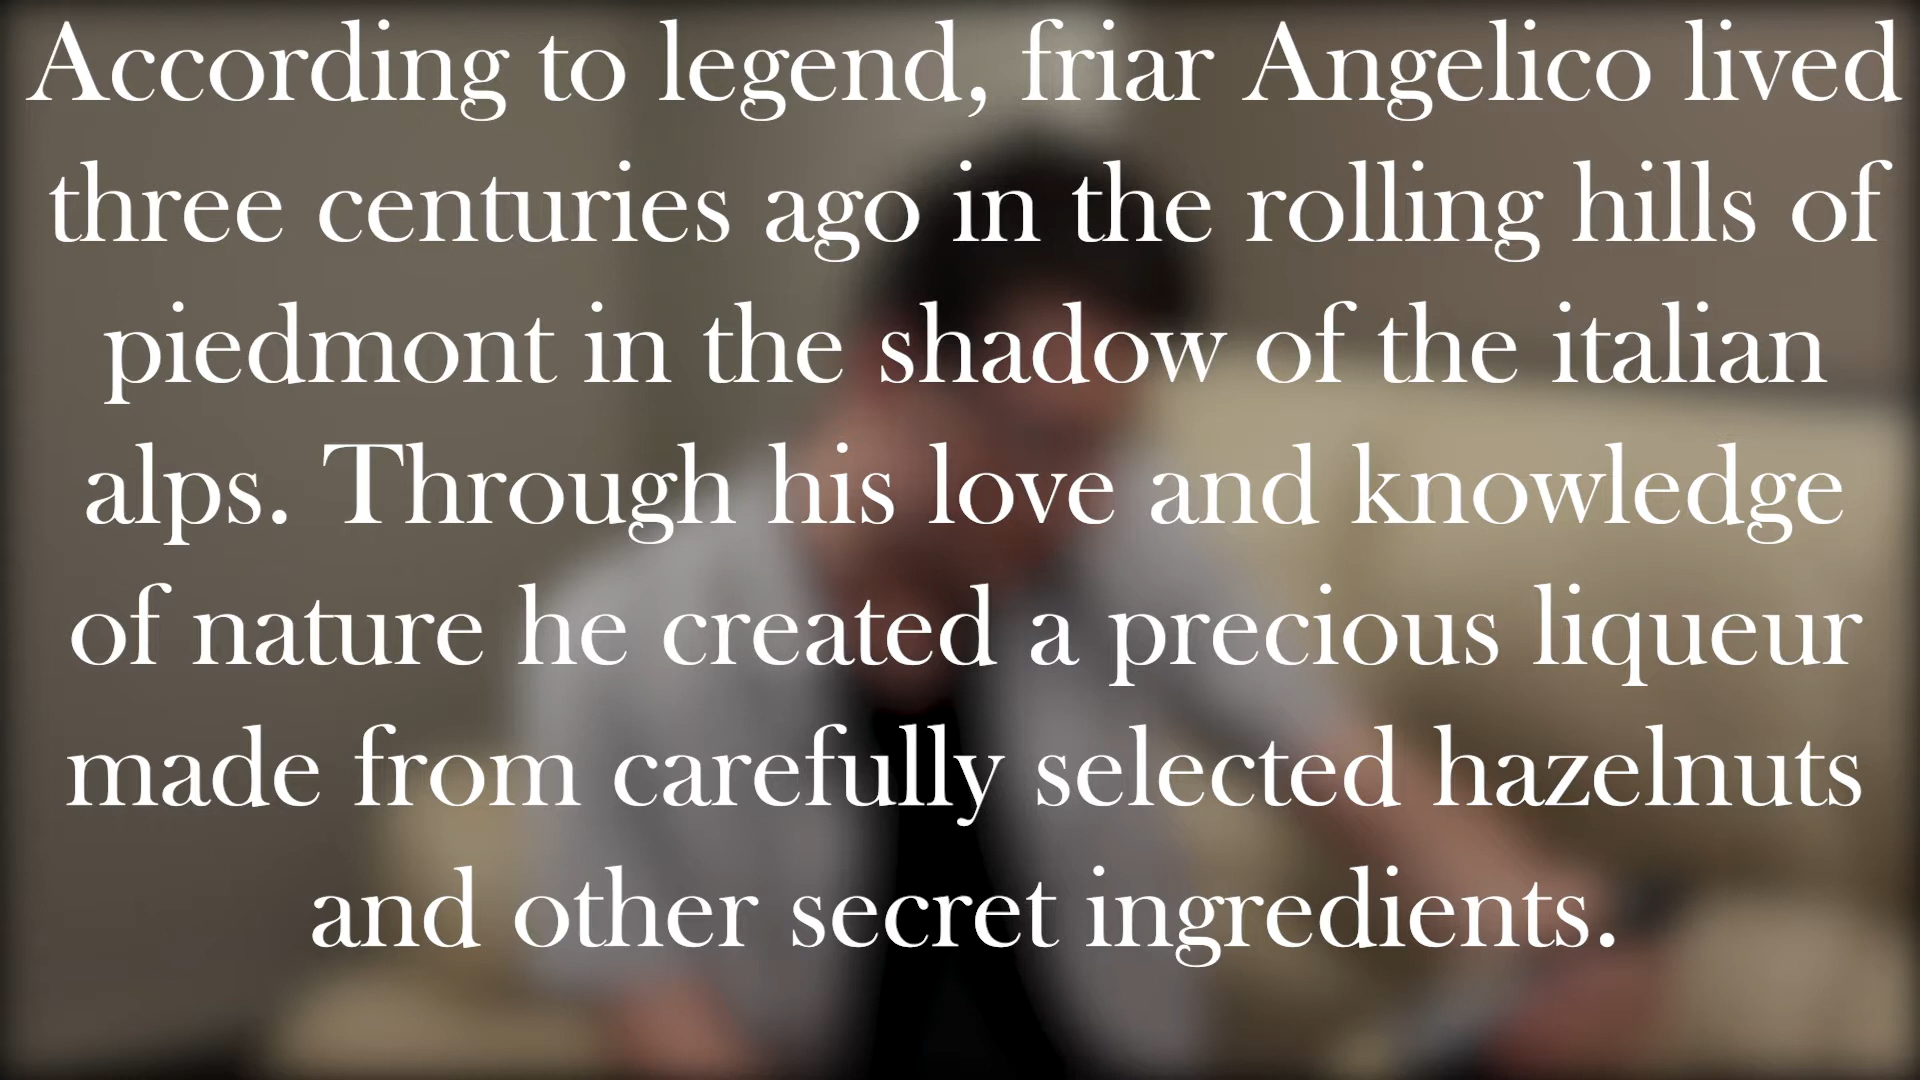 According to legend, friar Angelico lived
three centuries ago in the rolling hills of
piedmont in the shadow of the italian
alps. Through his love and knowledge
of nature he created a precious liqueur
made from carefully selected hazelnuts
and other secret ingredients.